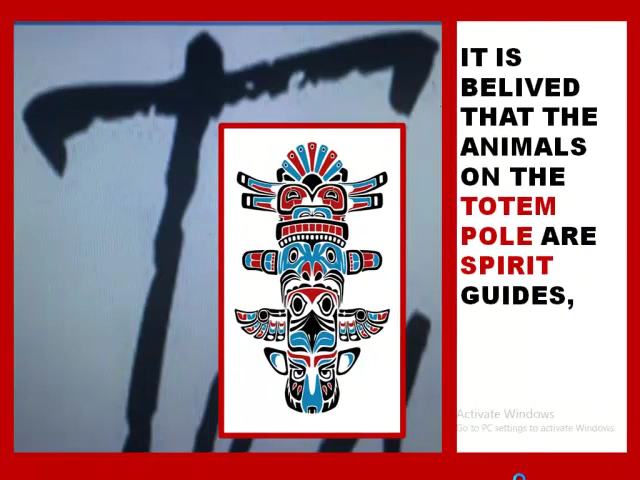 IT IS
BELIVED
THAT THE
ANIMALS
ON THE
TOTEM
POLE ARE
SPIRIT
GUIDES,
Activate Windows
Go to PC settings to activate Windows.